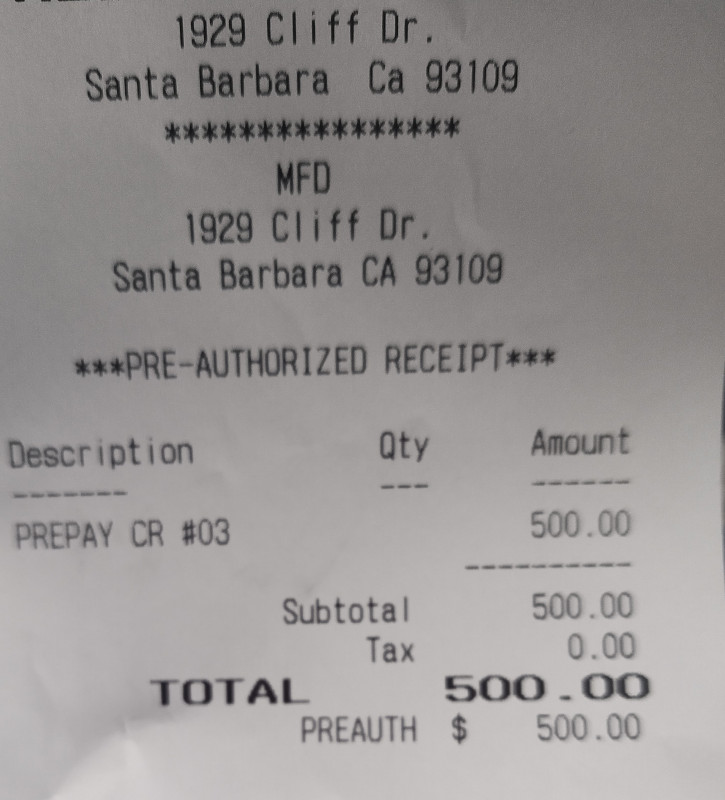 1929 Cliff Dr.
Santa Barbara Ca 93109
****************
MFD
1929 Cliff Dr.
Santa Barbara CA 93109
***PRE-AUTHORIZED RECEIPT***
Description Qty Amount
------- --- ------
PREPAY CR #03 500.00
----------
Subtotal 500.00
Tax 0.00
TOTAL 500.00
PREAUTH $ 500.00